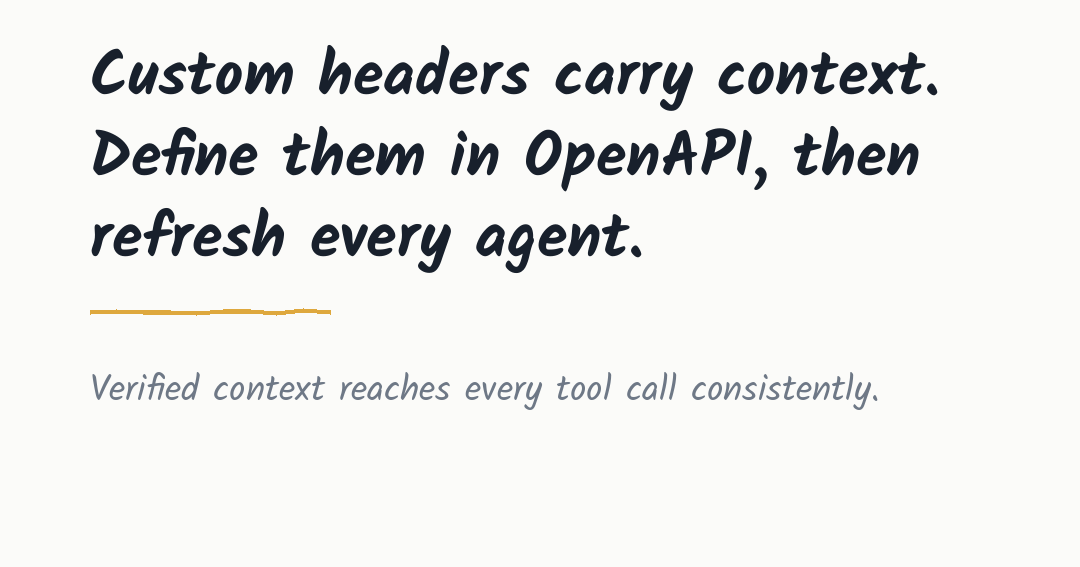 Custom headers carry context.
Define them in OpenAPI, then
refresh every agent.
Verified context reaches every tool call consistently.